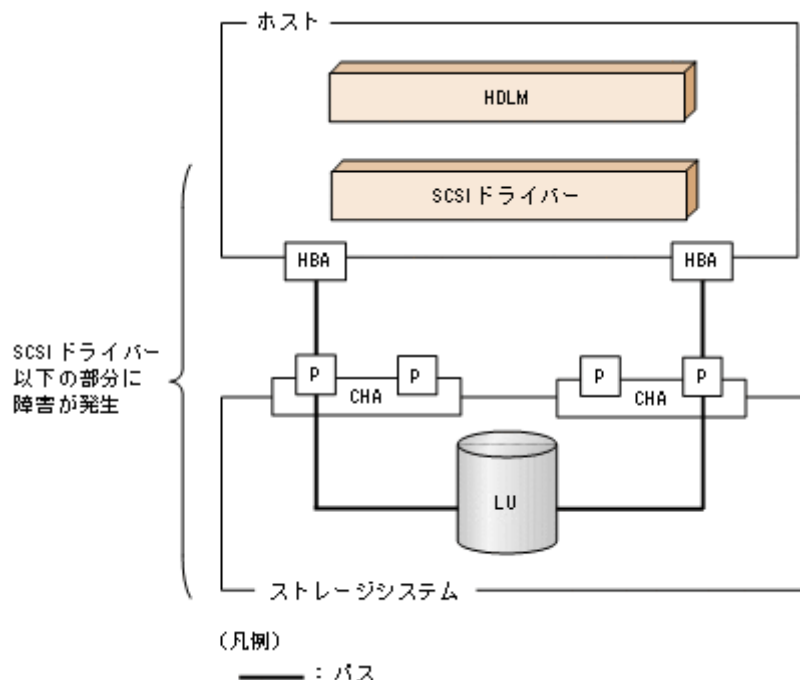 ホスト
HDLM
SCSIドライバー
HBA
HBA
SCSIドライバー
以下の部分に
障害が発生
P
P
CHA
P
P
CHA
LU
ストレージシステム
(凡例)
：パス